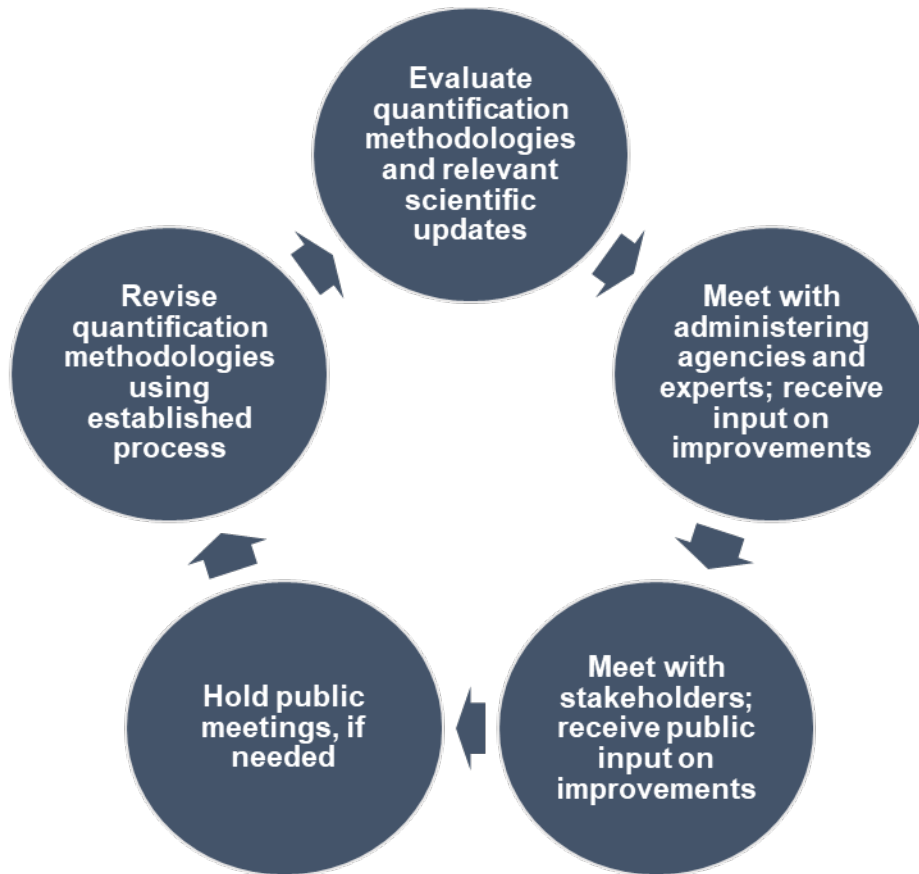 Evaluate
quantification
methodologies
and relevant
scientific
updates
Meet with
administering
agencies and
experts; receive
input on
improvements
Meet with
stakeholders;
receive public
input on
improvements
Hold public
meetings, if
needed
Revise
quantification
methodologies
using
established
process